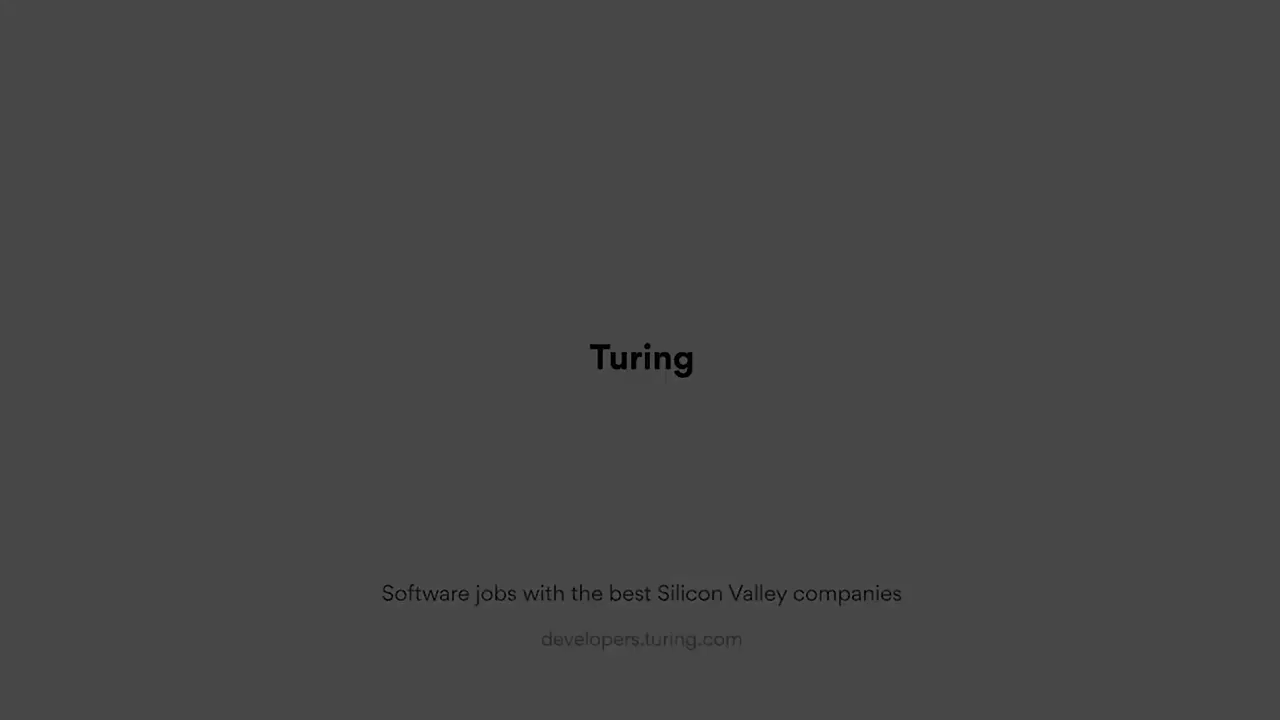 Turing
Software jobs with the best Silicon Valley companies
developers.turing.com